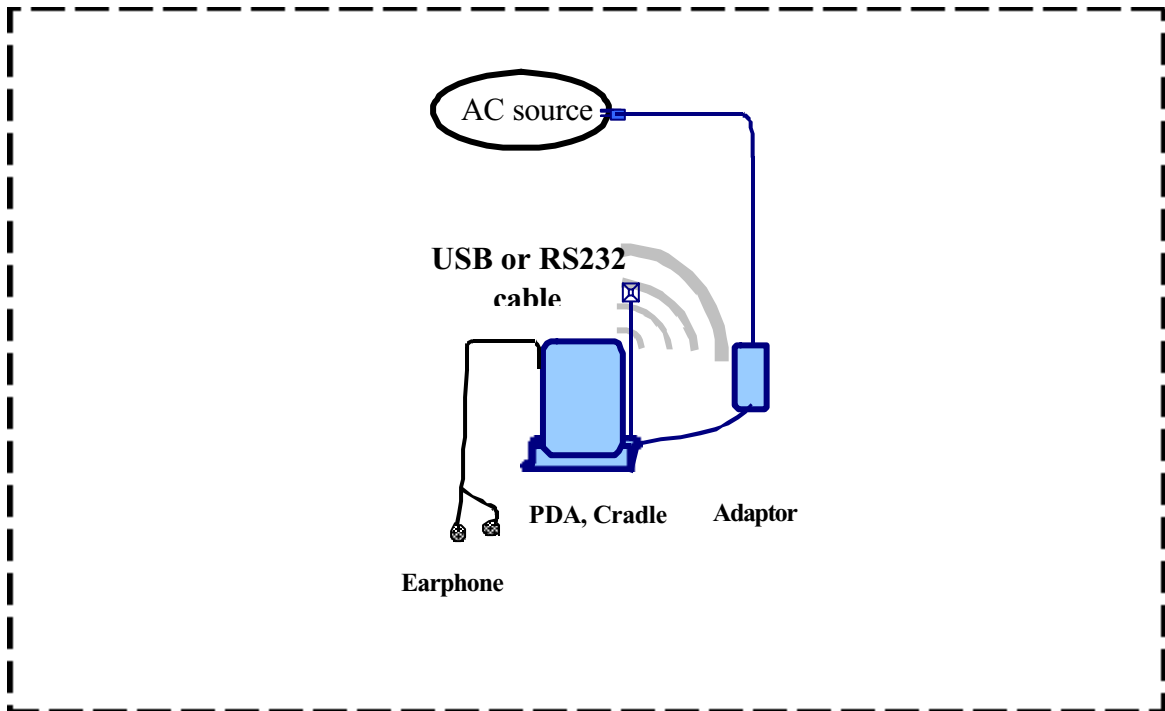 AC source
USB or RS232
cable
PDA, Cradle
Adaptor
Earphone